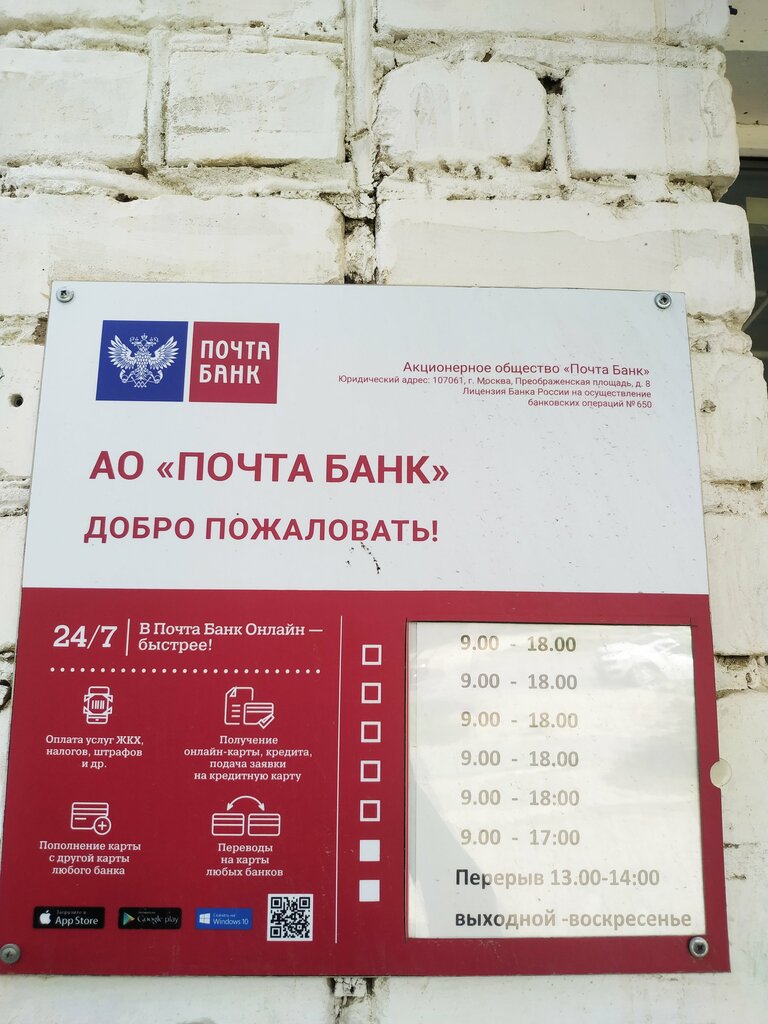 ПОЧТА
БАНК
Акционерное общество «Почта Банк»
Юридический адрес: 107061, г. Москва, Преображенская площадь, д. 8
Лицензия Банка России на осуществление
банковских операций № 650
АО «ПОЧТА БАНК»
ДОБРО ПОЖАЛОВАТЬ!
24/7
В Почта Банк Онлайн —
быстрее!
Оплата услуг ЖКХ,
налогов, штрафов
и др.
Получение
онлайн-карты, кредита,
подача заявки
на кредитную карту
Пополнение карты
с другой карты
любого банка
Переводы
на карты
любых банков
Загрузите в
App Store
Google play
Скачать на
Windows 10
9.00 - 18.00
9.00 - 18.00
9.00 - 18.00
9.00 - 18.00
9.00 - 18:00
9.00 - 17:00
Перерыв 13.00-14:00
выходной -воскресенье